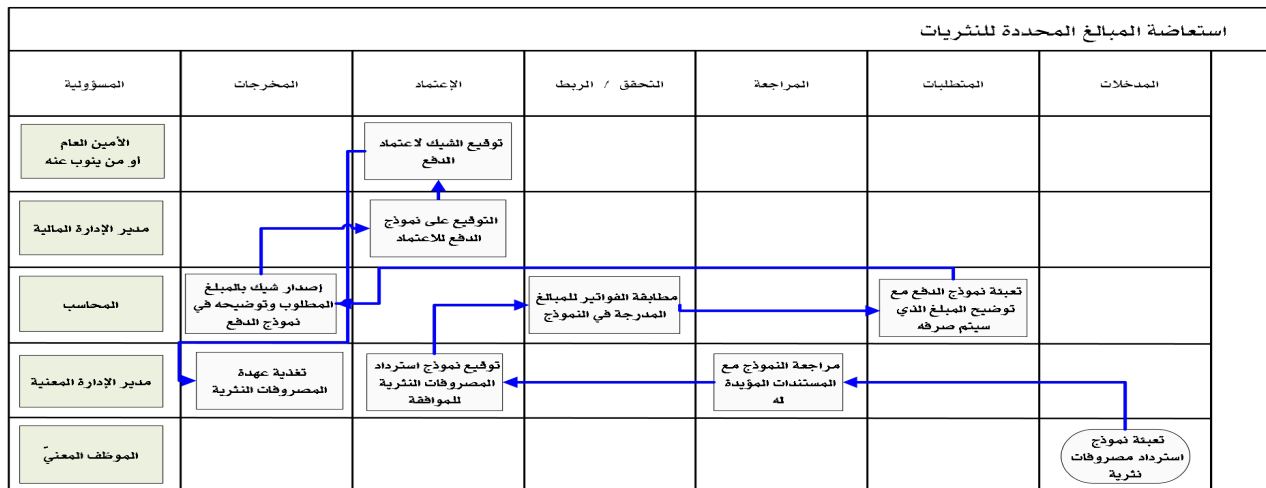 استعاضة المبالغ المحددة للنثريات
المدخلات
المتطلبات
المراجعة
التحقق / الربط
الإعتماد
المخرجات
المسؤولية
توقيع الشيك لاعتماد
الدفع
الأمين العام
أو من ينوب عنه
التوقيع على نموذج
الدفع للاعتماد
مدير الإدارة المالية
تعبئة نموذج الدفع مع
توضيح المبلغ الذي
سيتم صرفه
مطابقة الفواتير للمبالغ
المدرجة في النموذج
إصدار شيك بالمبلغ
المطلوب وتوضيحه في
نموذج الدفع
المحاسب
مراجعة النموذج مع
المستندات المؤيدة
له
توقيع نموذج استرداد
المصروفات النثرية
للموافقة
تغذية عهدة
المصروفات النثرية
مدير الإدارة المعنية
تعبئة نموذج
استرداد مصروفات
نثرية
الموظف المعنيّ